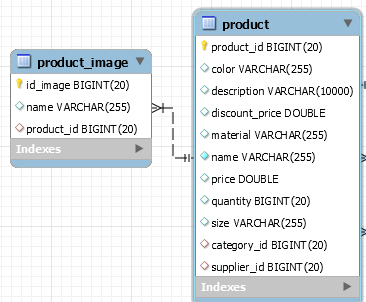 product_image
id_image BIGINT(20)
name VARCHAR(255)
product_id BIGINT(20)
Indexes
product
product_id BIGINT(20)
color VARCHAR(255)
description VARCHAR(10000)
discount_price DOUBLE
material VARCHAR(255)
name VARCHAR(255)
price DOUBLE
quantity BIGINT(20)
size VARCHAR(255)
category_id BIGINT(20)
supplier_id BIGINT(20)
Indexes